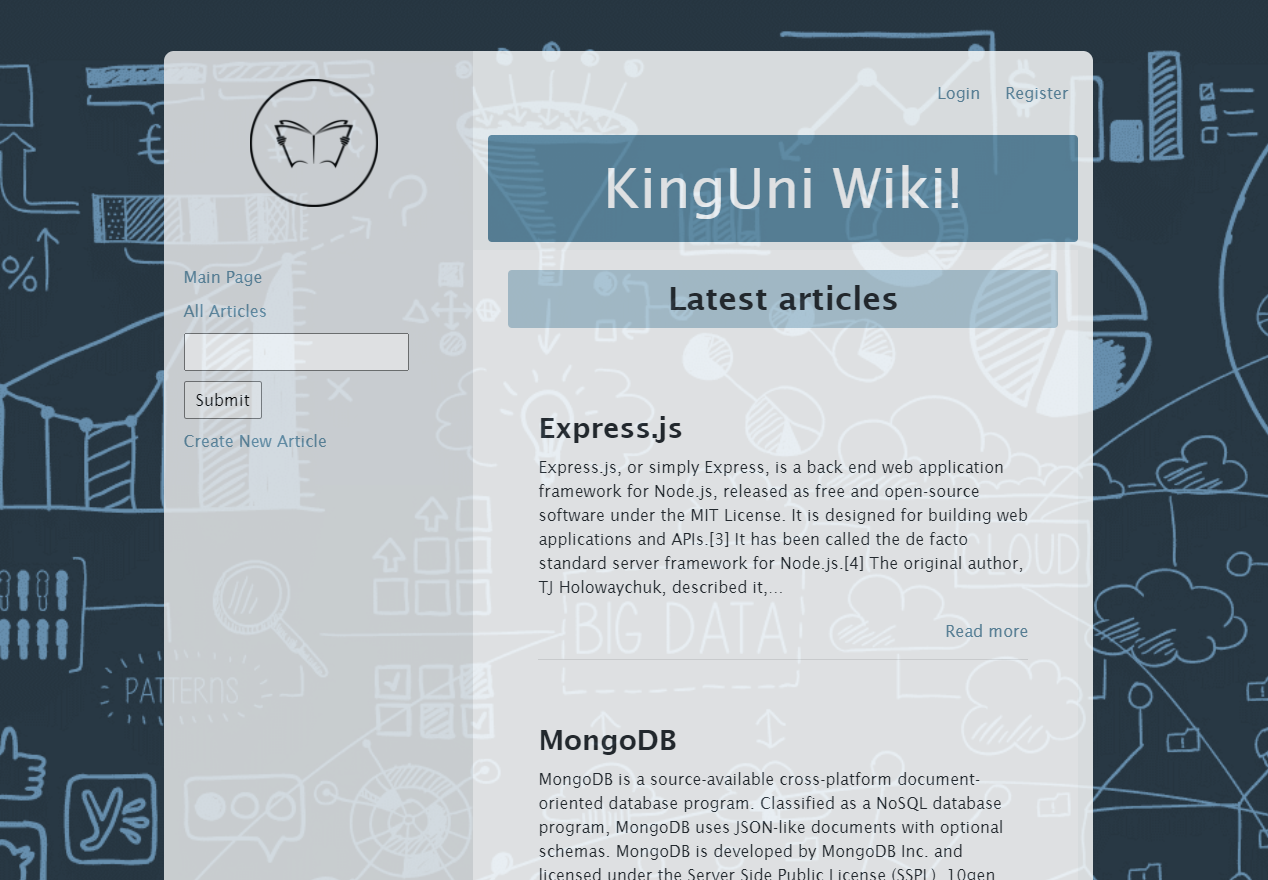 Login Register
KingUni Wiki!
Main Page
All Articles
Submit
Create New Article
Latest articles
Express.js
Express.js, or simply Express, is a back end web application
framework for Node.js, released as free and open-source
software under the MIT License. It is designed for building web
applications and APIs.[3] It has been called the de facto
standard server framework for Node.js.[4] The original author,
TJ Holowaychuk, described it,...
Read more
MongoDB
MongoDB is a source-available cross-platform document-
oriented database program. Classified as a NoSQL database
program, MongoDB uses JSON-like documents with optional
schemas. MongoDB is developed by MongoDB Inc. and
licensed under the Server Side Public License (SSPL). 10gen
£
%
?
$
CLOUD
BIG DATA
PATTERNS